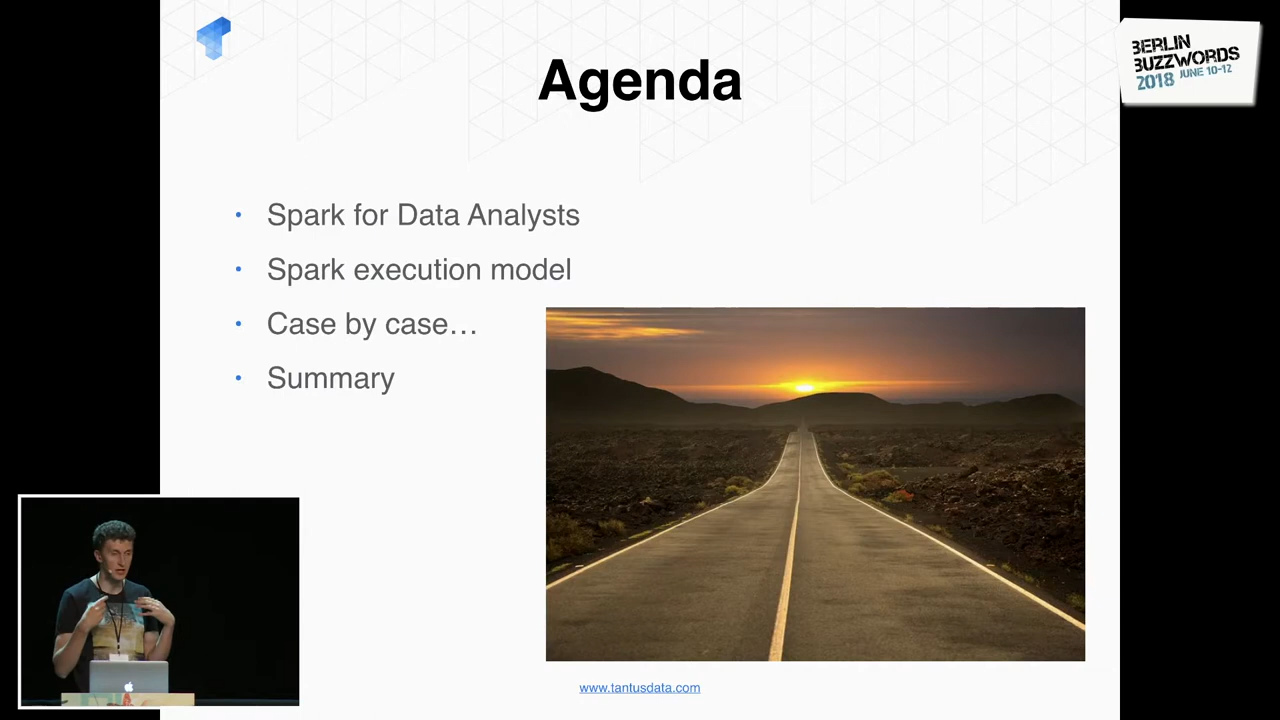 Agenda
BERLIN
BUZZWORDS
2018 JUNE 10-12
• Spark for Data Analysts
• Spark execution model
• Case by case…
• Summary
www.tantusdata.com